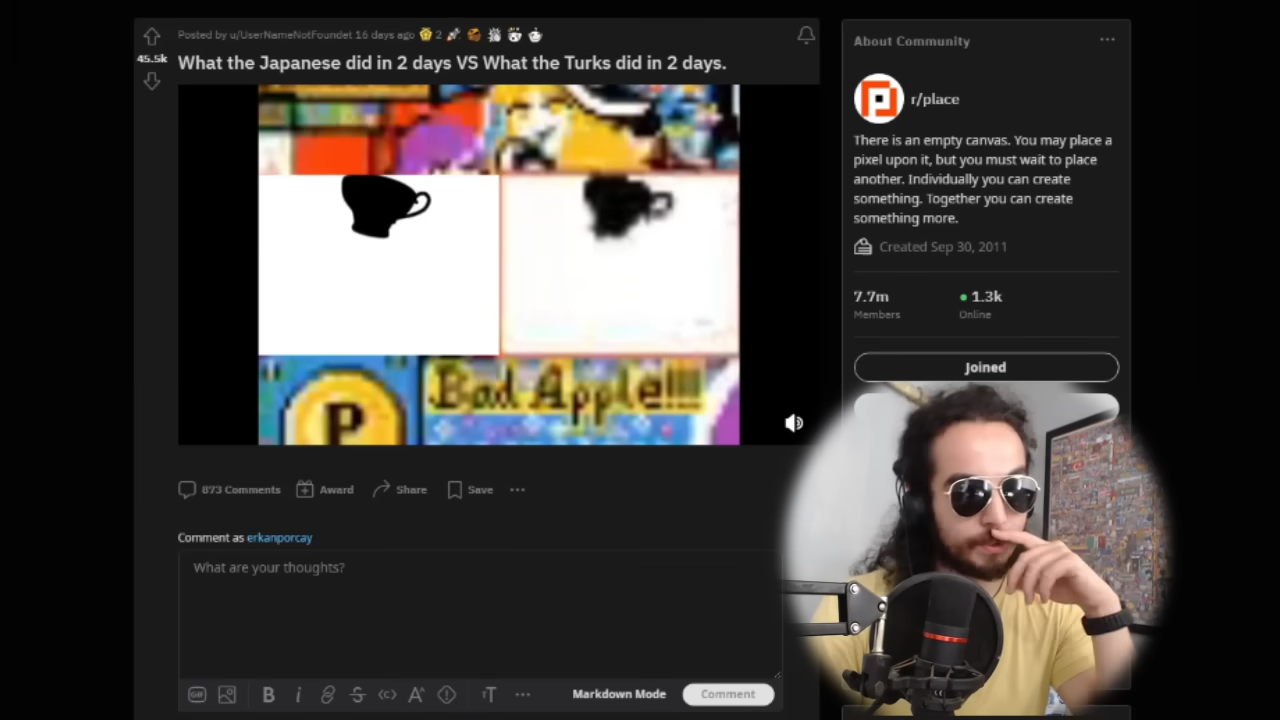 Posted by u/UserNameNotFoundet 16 days ago
2
45.5k
What the Japanese did in 2 days VS What the Turks did in 2 days.
P
Bad Apple!!!!
873 Comments
Award
Share
Save
Comment as erkanporcay
What are your thoughts?
GIF
B
i
Markdown Mode
Comment
About Community
r/place
There is an empty canvas. You may place a
pixel upon it, but you must wait to place
another. Individually you can create
something. Together you can create
something more.
Created Sep 30, 2011
7.7m
1.3k
Members
Online
Joined